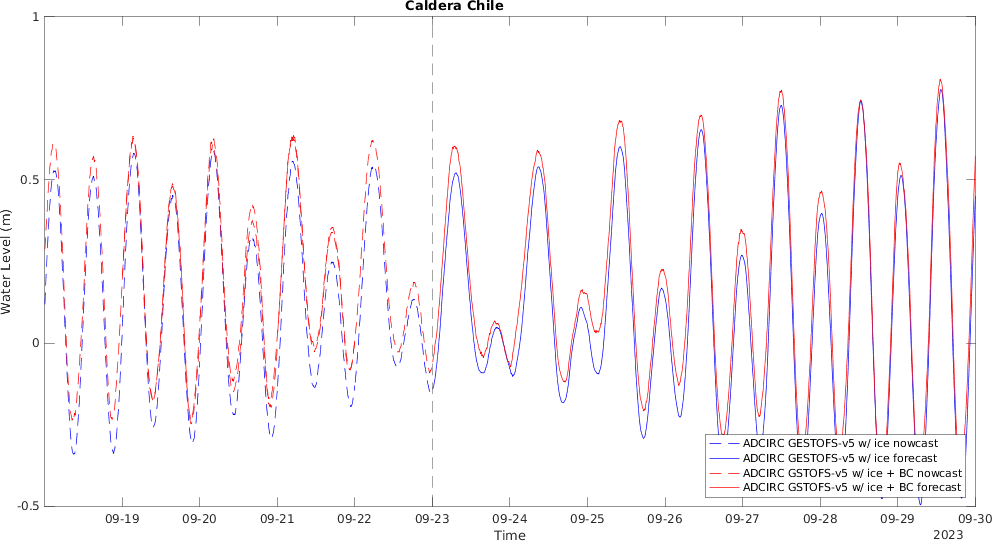 Caldera Chile
Water Level (m)
1
0.5
0
-0.5
ADCIRC GESTOFS-v5 w/ ice nowcast
ADCIRC GESTOFS-v5 w/ ice forecast
ADCIRC GSTOFS-v5 w/ ice + BC nowcast
ADCIRC GSTOFS-v5 w/ ice + BC forecast
09-19 09-20 09-21 09-22 09-23 09-24 09-25 09-26 09-27 09-28 09-29 09-30
Time
2023